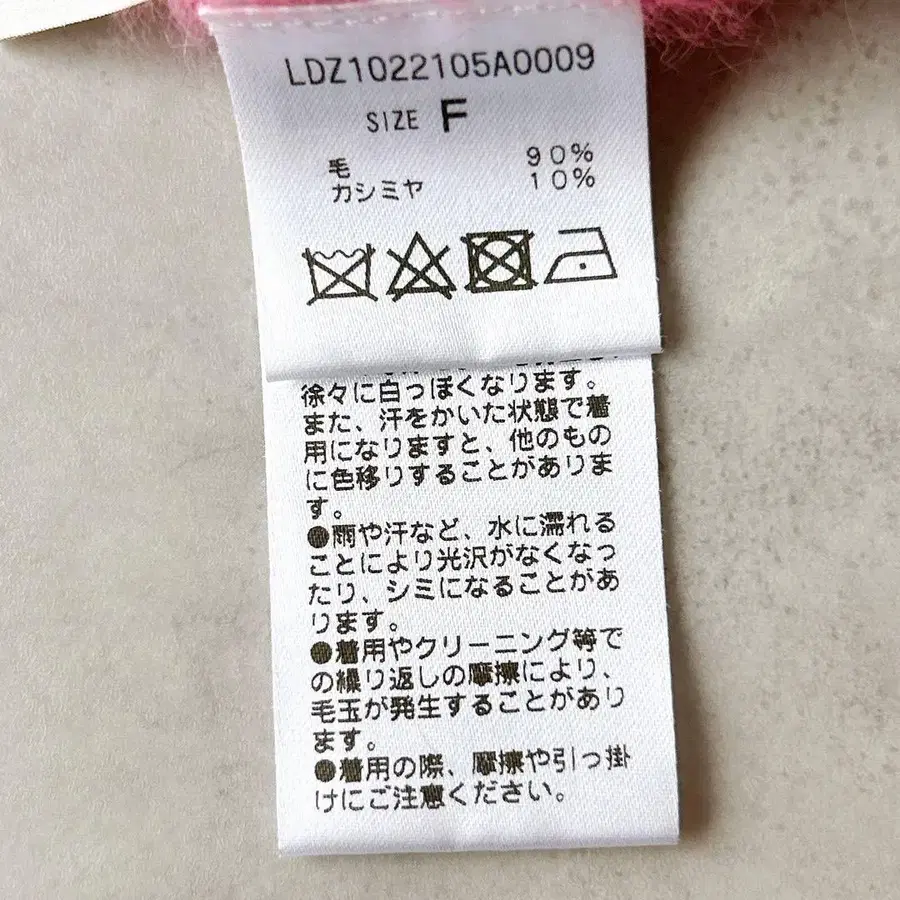 LDZ1022105A0009
SIZE F
毛 90%
カシミヤ 10%
徐々に白っぽくなります。
また、汗をかいた状態で着
用になりますと、他のもの
に色移りすることがありま
す。
●雨や汗など、水に濡れる
ことにより光沢がなくなっ
たり、シミになることがあ
ります。
●着用やクリーニング等で
の繰り返しの摩擦により、
毛玉が発生することがあり
ます。
●着用の際、摩擦や引っ掛
けにご注意ください。